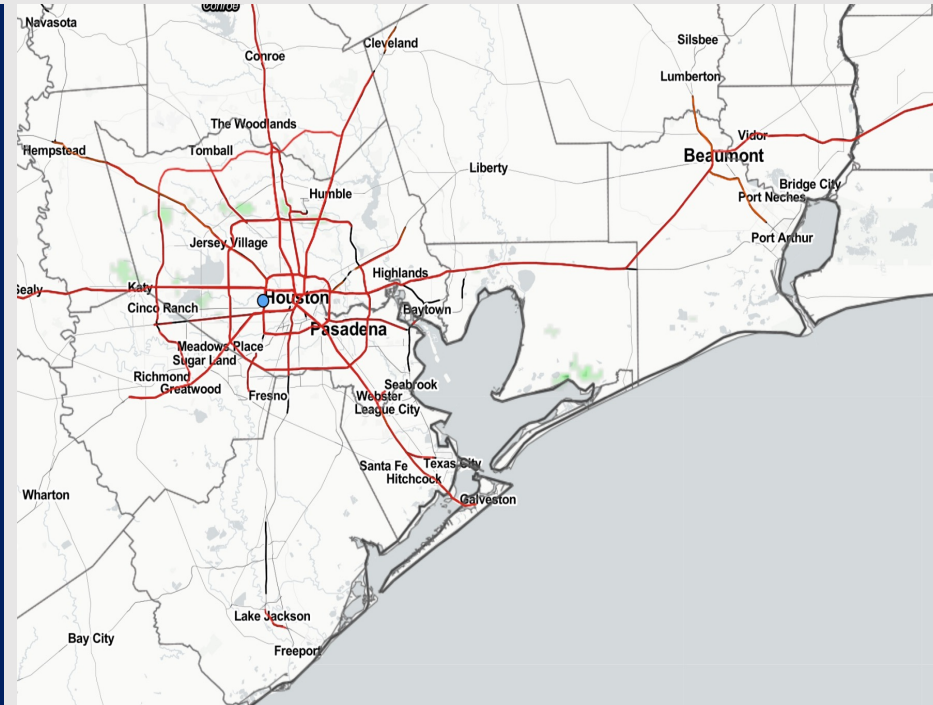 Conroe
Navasota
Cleveland
Silsbee
Conroe
Lumberton
The Woodlands
Vidor
Hempstead
Tomball
Beaumont
Liberty
Bridge City
Humble
Port Neches
Jersey Village
Port Arthur
Highlands
Sealy
Katy
Houston
Cinco Ranch
Baytown
Pasadena
Meadows Place
Sugar Land
Richmond
Greatwood
Seabrook
Fresno
Webster
League City
Santa Fe
Texas City
Hitchcock
Wharton
Galveston
Lake Jackson
Bay City
Freeport